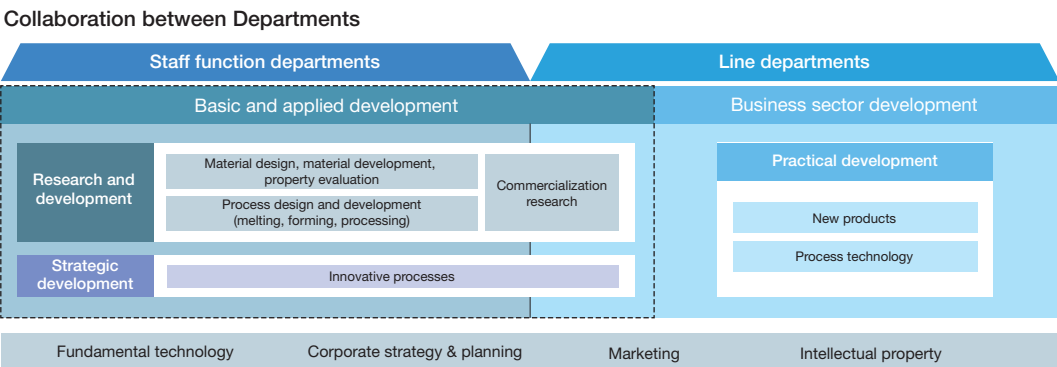 Collaboration between Departments
Staff function departments
Line departments
Basic and applied development
Business sector development
Research and
development
Material design, material development,
property evaluation
Process design and development
(melting, forming, processing)
Commercialization
research
Strategic
development
Innovative processes
Practical development
New products
Process technology
Fundamental technology
Corporate strategy & planning
Marketing
Intellectual property